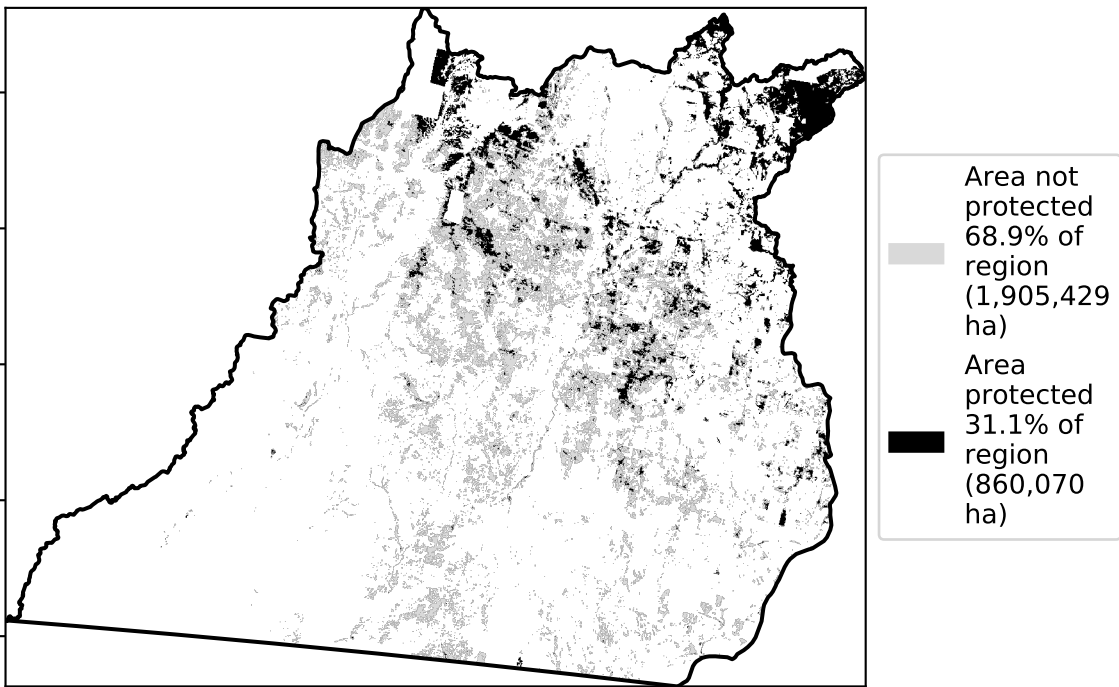 Area not
protected
68.9% of
region
(1,905,429
ha)
Area
protected
31.1% of
region
(860,070
ha)